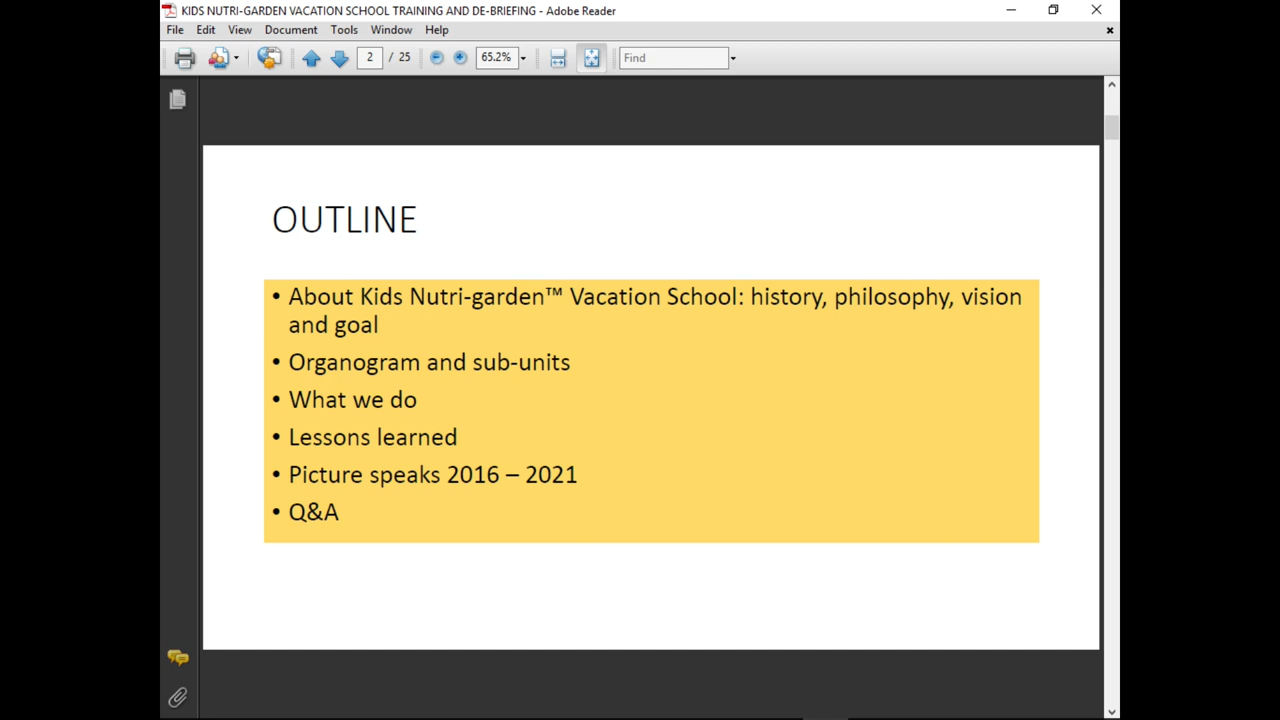 KIDS NUTRI-GARDEN VACATION SCHOOL TRAINING AND DE-BRIEFING - Adobe Reader
File Edit View Document Tools Window Help
2 / 25 65.2% Find
OUTLINE
• About Kids Nutri-garden™ Vacation School: history, philosophy, vision
and goal
• Organogram and sub-units
• What we do
• Lessons learned
• Picture speaks 2016 – 2021
• Q&A